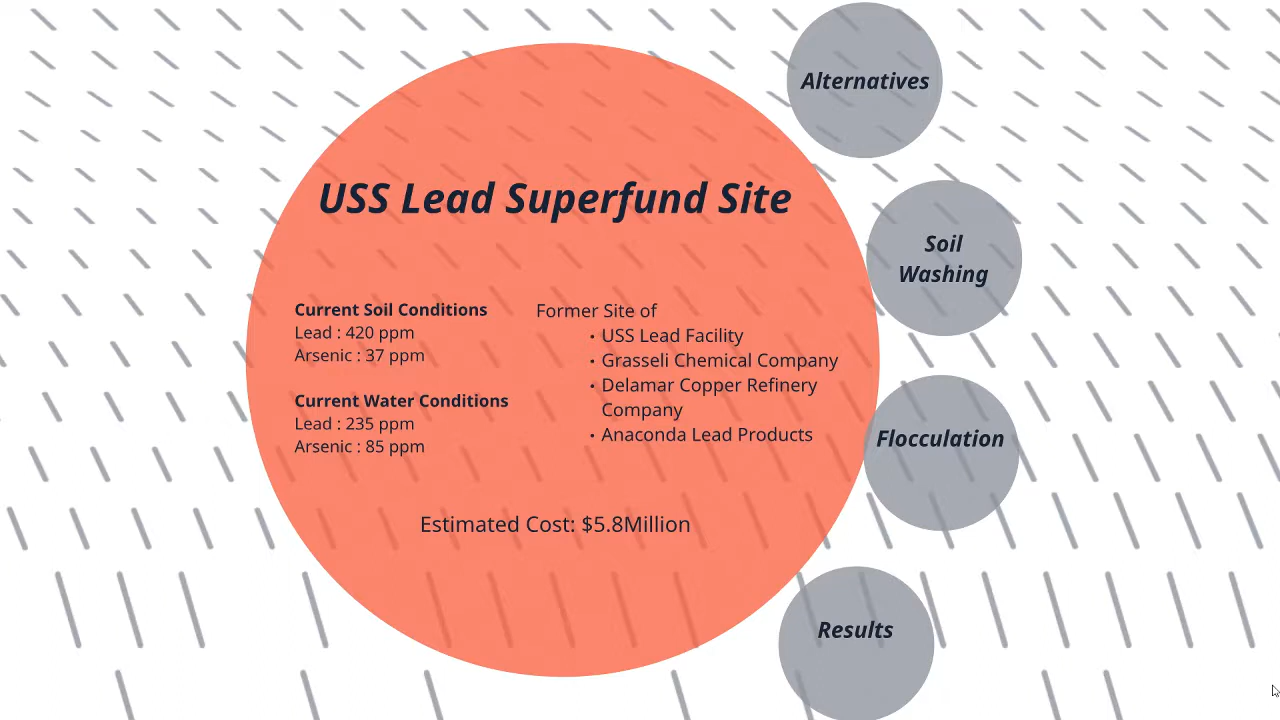 USS Lead Superfund Site
Current Soil Conditions
Lead : 420 ppm
Arsenic : 37 ppm
Current Water Conditions
Lead : 235 ppm
Arsenic : 85 ppm
Former Site of
• USS Lead Facility
• Grasseli Chemical Company
• Delamar Copper Refinery
Company
• Anaconda Lead Products
Estimated Cost: $5.8Million
Alternatives
Soil
Washing
Flocculation
Results